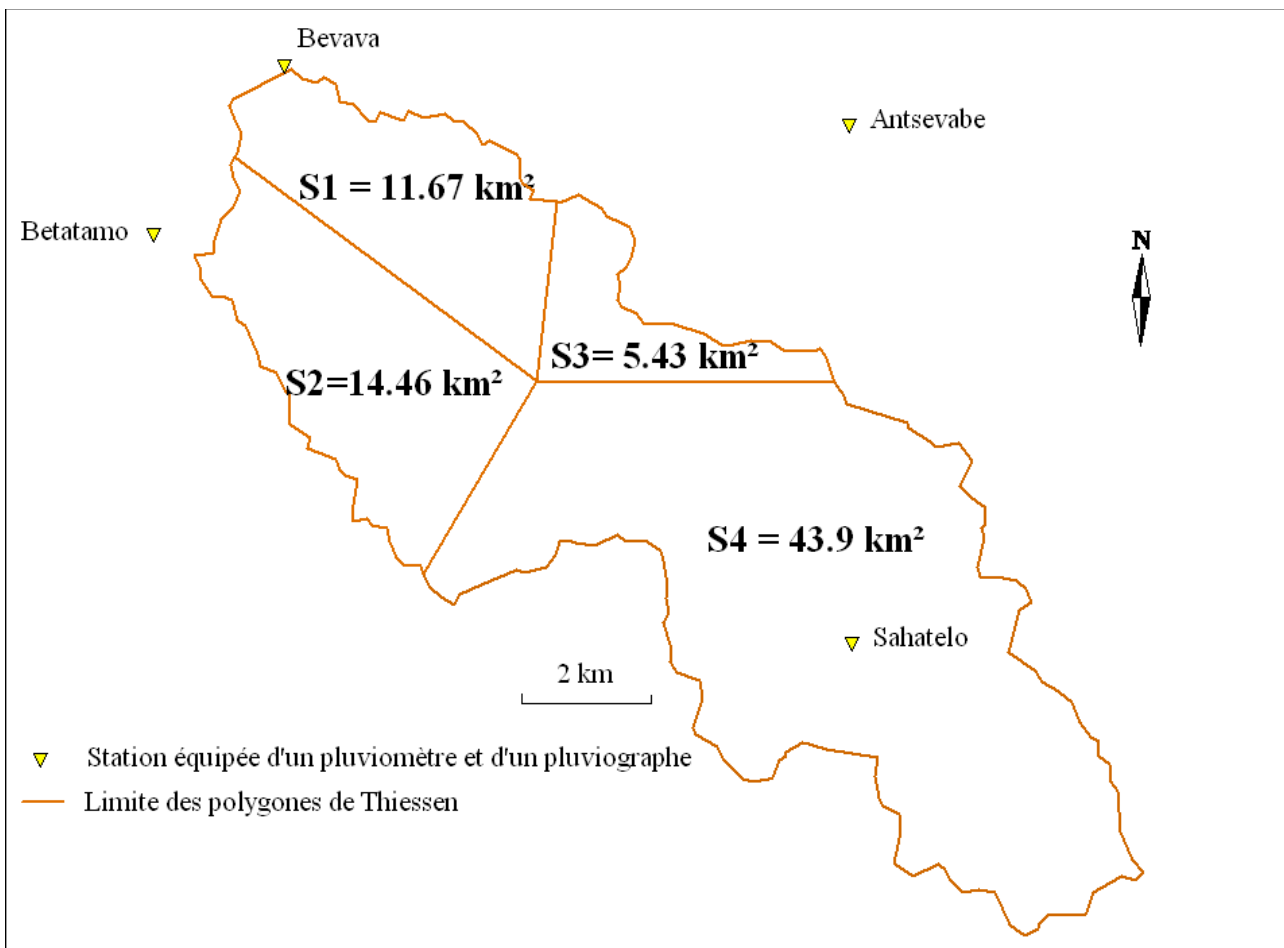 Bevava
Antsevabe
S1 = 11.67 km²
Betatamo
N
S3= 5.43 km²
S2=14.46 km²
S4 = 43.9 km²
Sahatelo
2 km
Station équipée d'un pluviomètre et d'un pluviographe
Limite des polygones de Thiessen